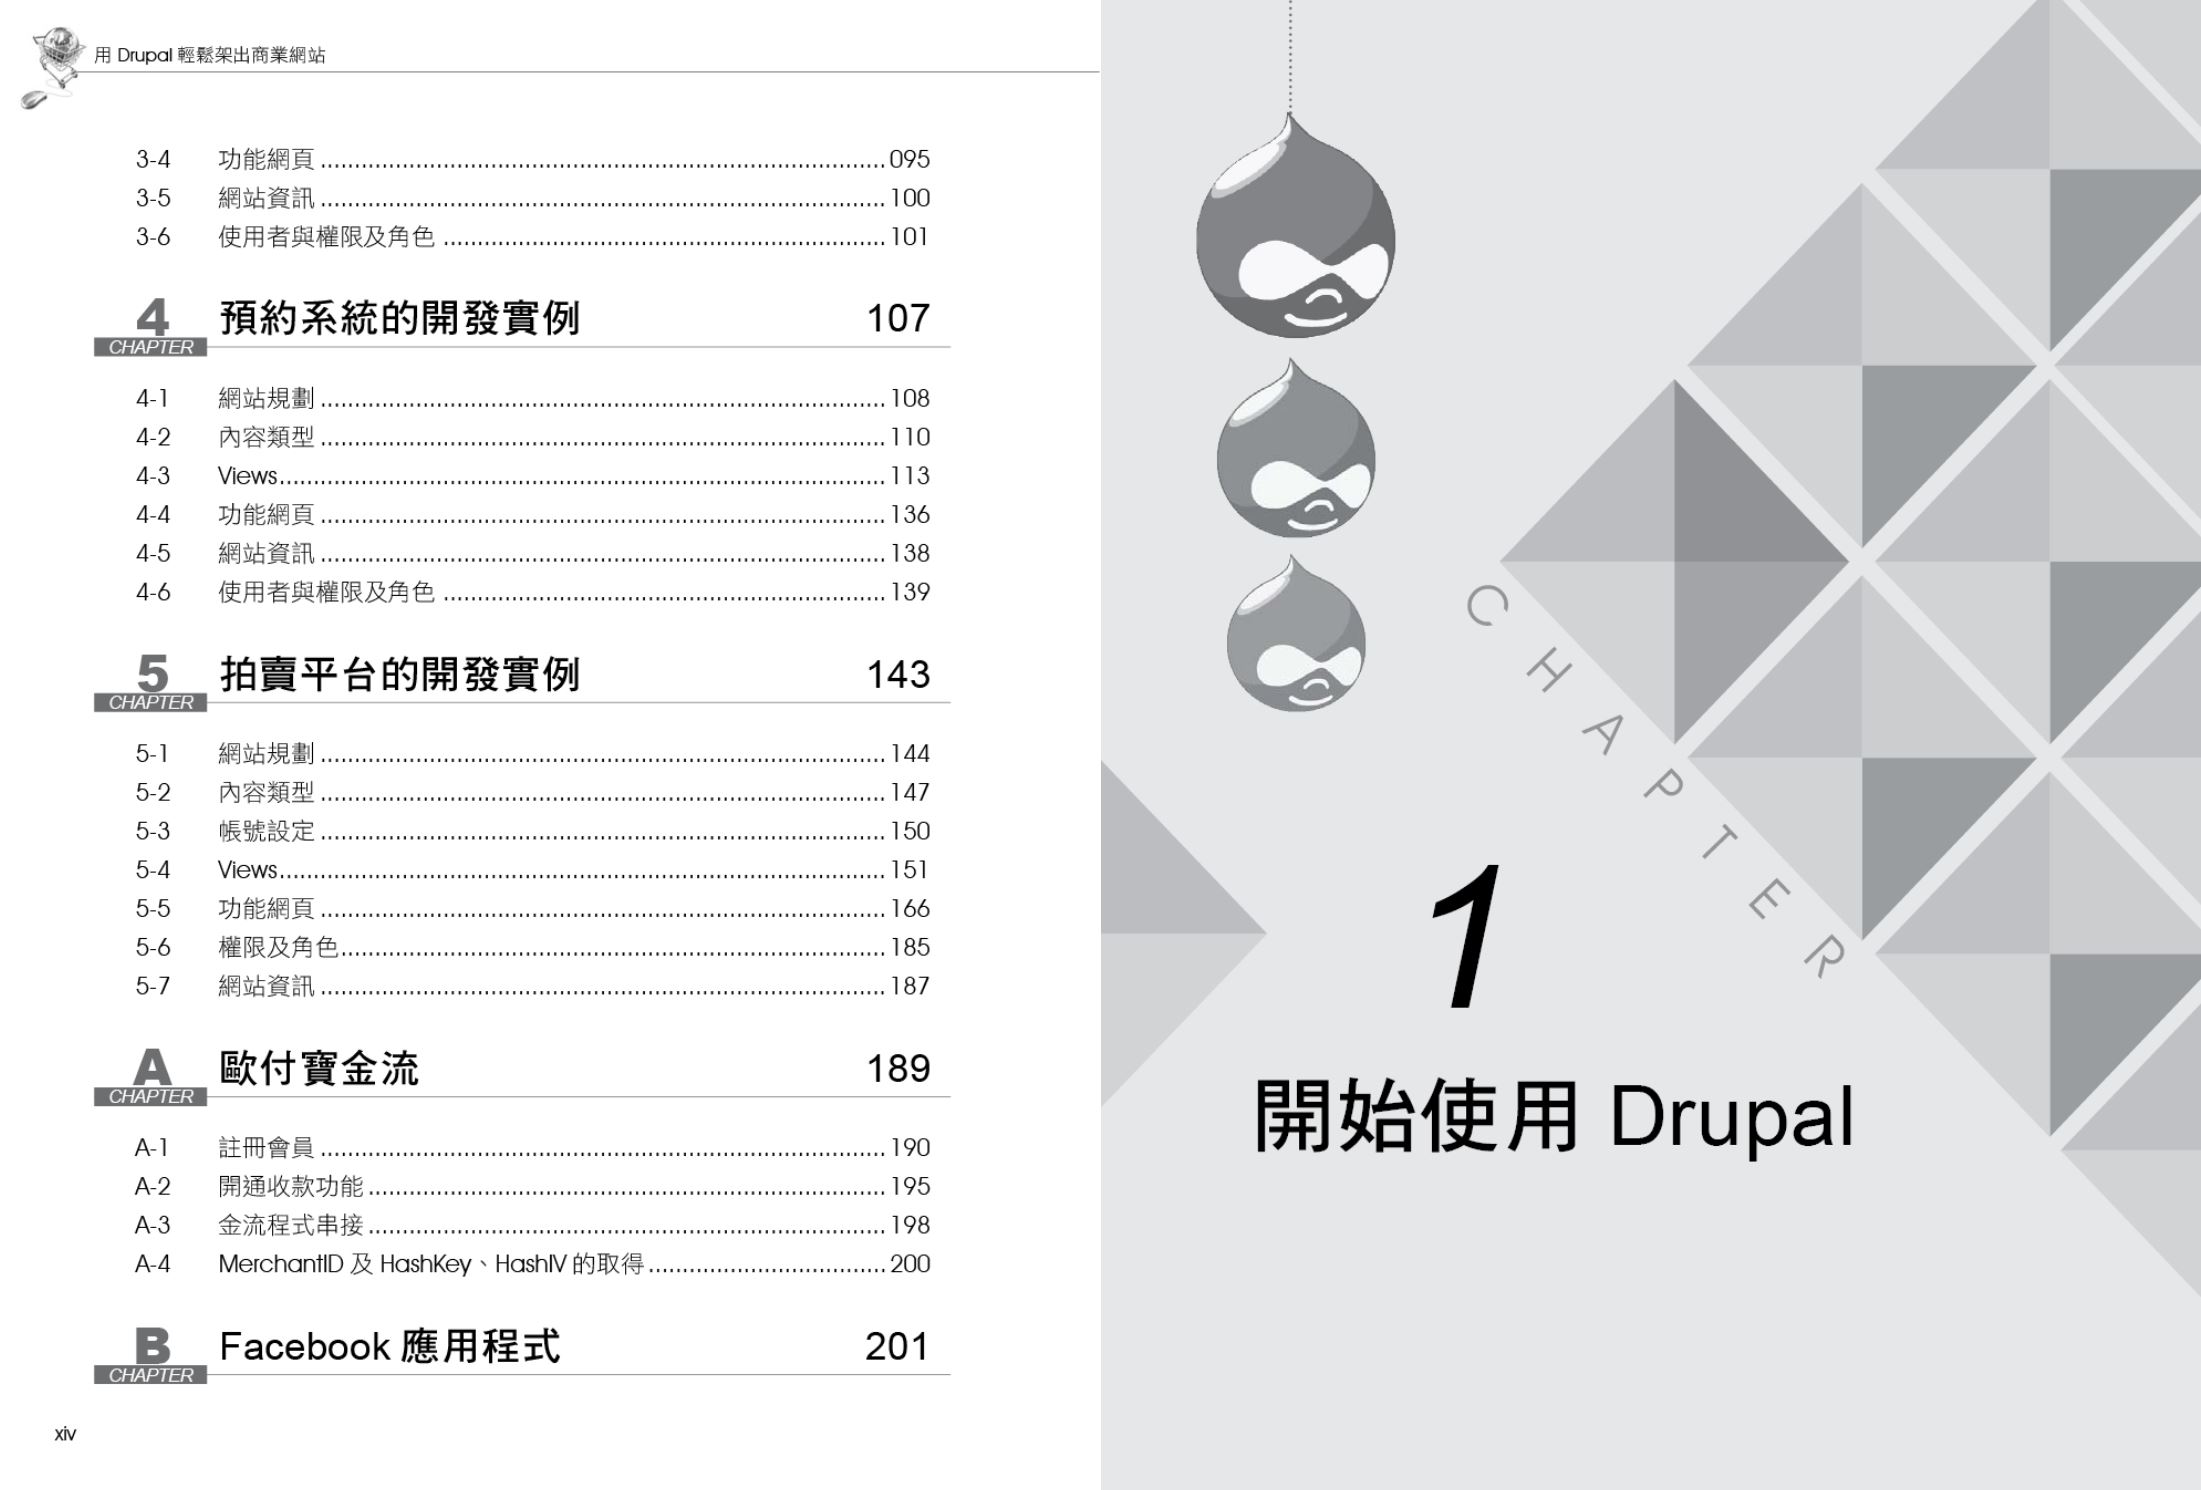 用 Drupal 輕鬆架出商業網站
3-4 功能網頁 095
3-5 網站資訊 100
3-6 使用者與權限及角色 101
4 預約系統的開發實例 107
CHAPTER
4-1 網站規劃 108
4-2 內容類型 110
4-3 Views 113
4-4 功能網頁 136
4-5 網站資訊 138
4-6 使用者與權限及角色 139
5 拍賣平台的開發實例 143
CHAPTER
5-1 網站規劃 144
5-2 內容類型 147
5-3 帳號設定 150
5-4 Views 151
5-5 功能網頁 166
5-6 權限及角色 185
5-7 網站資訊 187
A 歐付寶金流 189
CHAPTER
A-1 註冊會員 190
A-2 開通收款功能 195
A-3 金流程式串接 198
A-4 MerchantID 及 HashKey、HashIV 的取得 200
B Facebook 應用程式 201
CHAPTER
xiv
CHAPTER
1
開始使用 Drupal